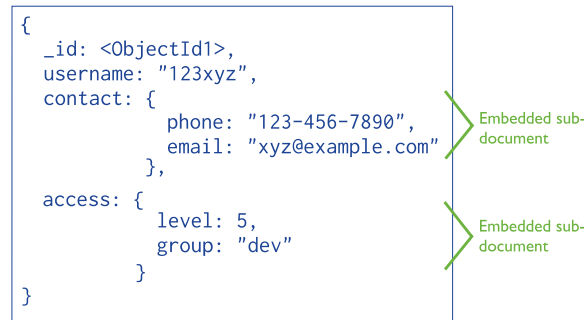 {
_id: <ObjectId1>,
username: "123xyz",
contact: {
phone: "123-456-7890",
email: "xyz@example.com"
},
access: {
level: 5,
group: "dev"
}
}
Embedded sub-
document
Embedded sub-
document